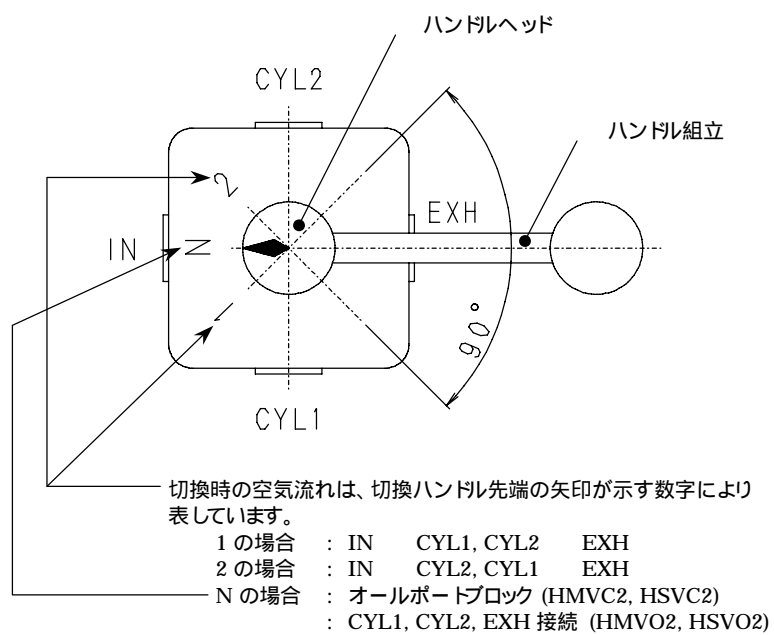 ハンドルヘッド
CYL2
ハンドル組立
2
EXH
IN
N
1
90°
CYL1
切換時の空気流れは、切換ハンドル先端の矢印が示す数字により
表しています。
1 の場合 : IN CYL1, CYL2 EXH
2 の場合 : IN CYL2, CYL1 EXH
N の場合 : オールポートブロック (HMVC2, HSVC2)
: CYL1, CYL2, EXH 接続 (HMVO2, HSVO2)